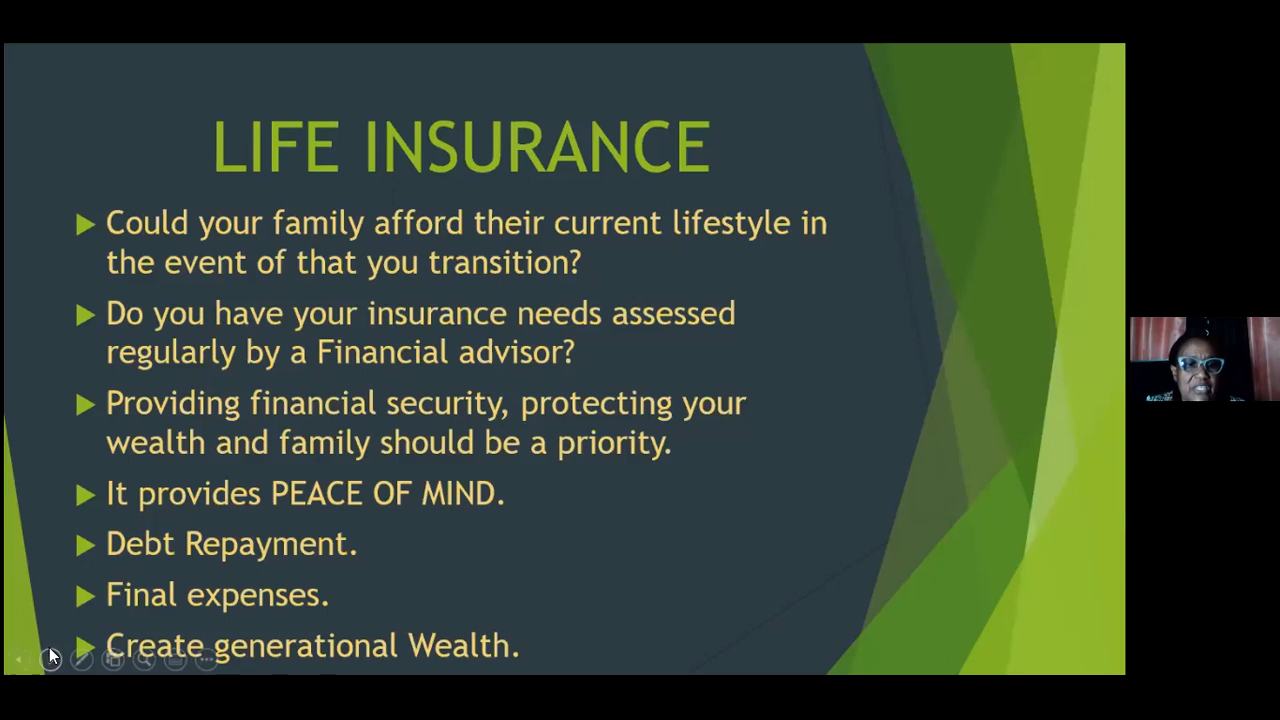 LIFE INSURANCE
Could your family afford their current lifestyle in
the event of that you transition?
Do you have your insurance needs assessed
regularly by a Financial advisor?
Providing financial security, protecting your
wealth and family should be a priority.
It provides PEACE OF MIND.
Debt Repayment.
Final expenses.
Create generational Wealth.